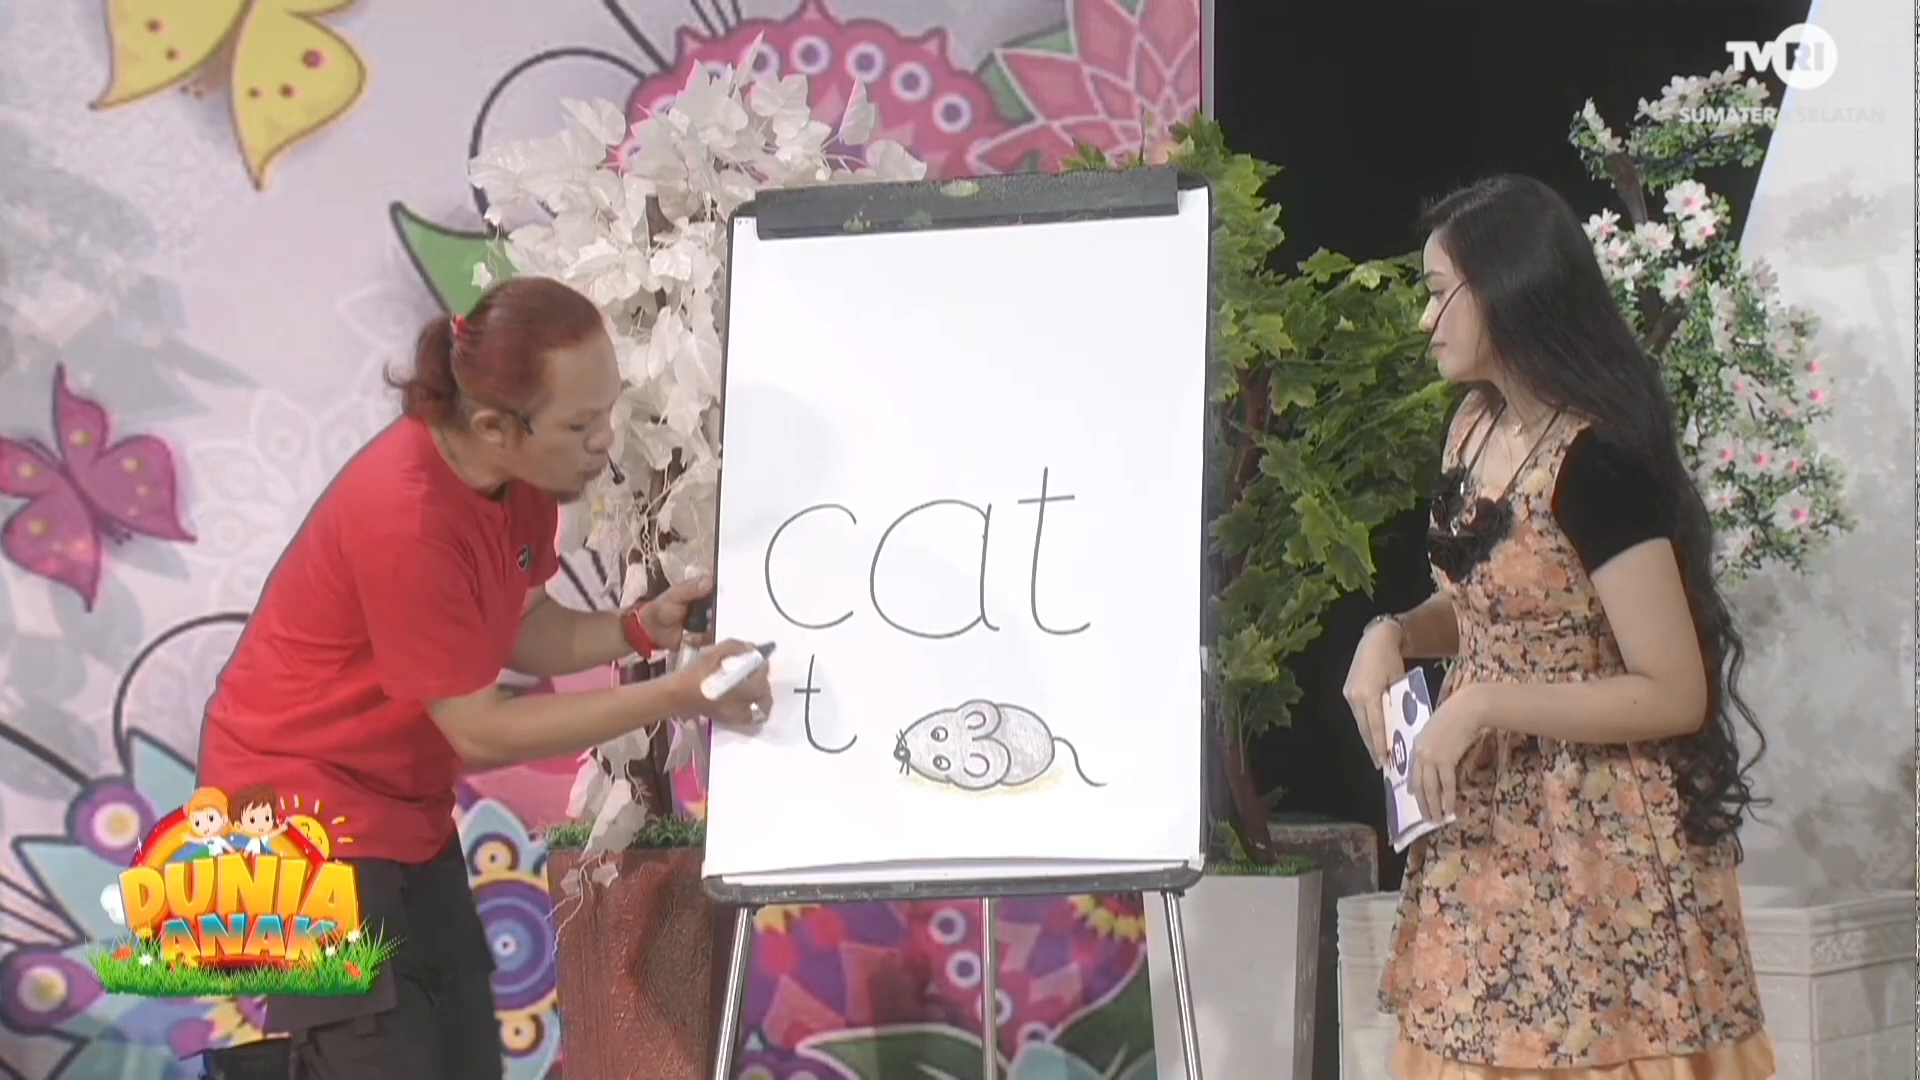 TVRI
SUMATERA SELATAN
cat
t
DUNIA
ANAK